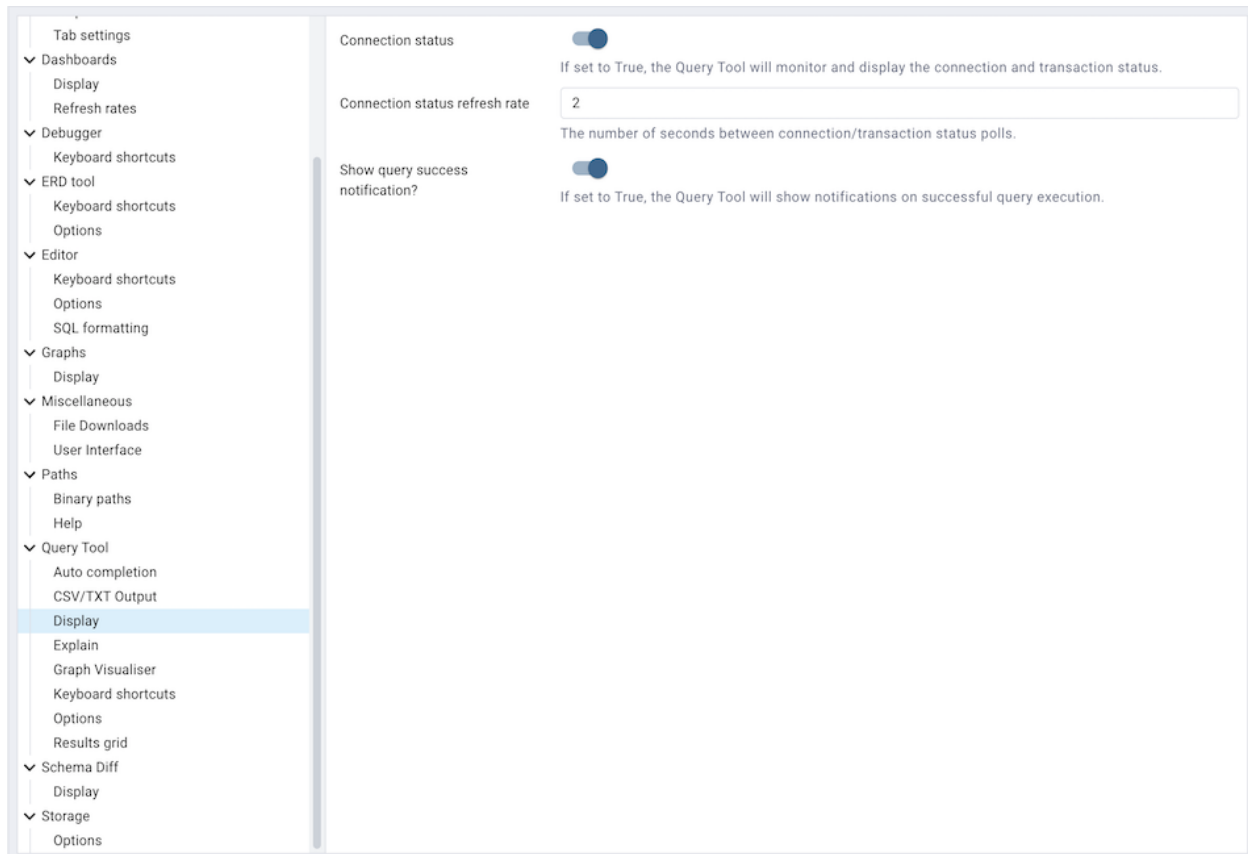 Tab settings
Dashboards
Display
Refresh rates
Debugger
Keyboard shortcuts
ERD tool
Keyboard shortcuts
Options
Editor
Keyboard shortcuts
Options
SQL formatting
Graphs
Display
Miscellaneous
File Downloads
User Interface
Paths
Binary paths
Help
Query Tool
Auto completion
CSV/TXT Output
Display
Explain
Graph Visualiser
Keyboard shortcuts
Options
Results grid
Schema Diff
Display
Storage
Options
Connection status
If set to True, the Query Tool will monitor and display the connection and transaction status.
Connection status refresh rate
2
The number of seconds between connection/transaction status polls.
Show query success
notification?
If set to True, the Query Tool will show notifications on successful query execution.